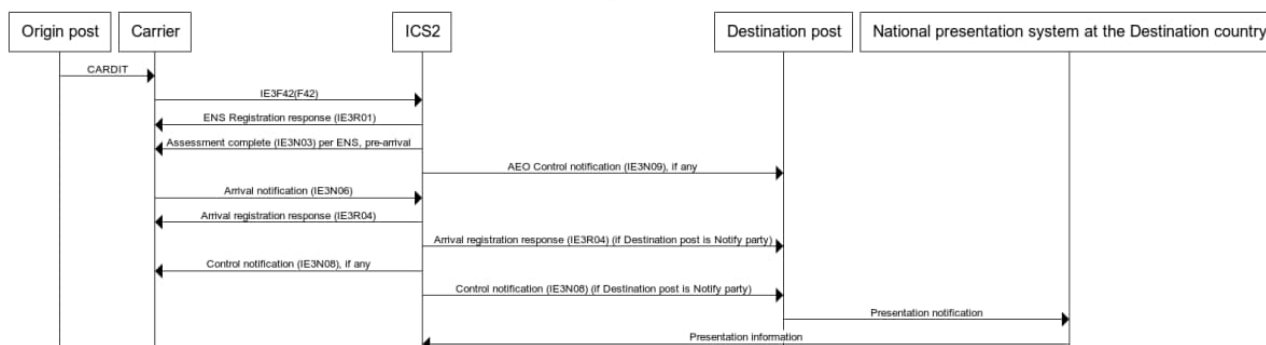 Origin post
Carrier
ICS2
Destination post
National presentation system at the Destination country
CARDIT
IE3F42(F42)
ENS Registration response (IE3R01)
Assessment complete (IE3N03) per ENS, pre-arrival
AEO Control notification (IE3N09), if any
Arrival notification (IE3N06)
Arrival registration response (IE3R04)
Arrival registration response (IE3R04) (if Destination post is Notify party)
Control notification (IE3N08), if any
Control notification (IE3N08) (if Destination post is Notify party)
Presentation notification
Presentation information